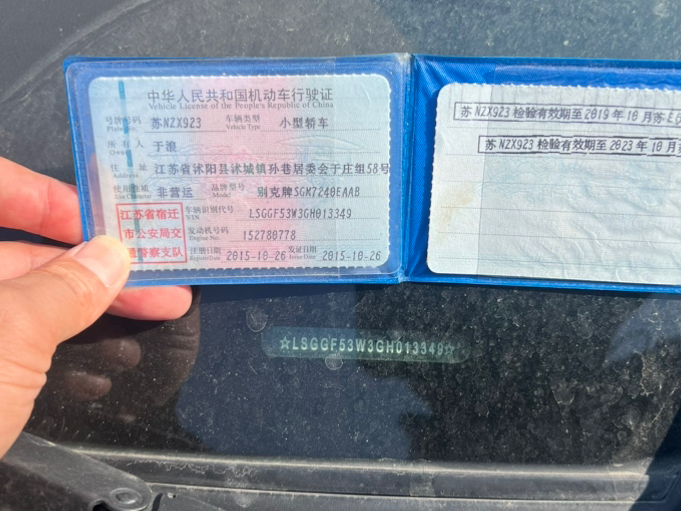 中华人民共和国机动车行驶证
Vehicle License of the People's Republic of China
号牌号码 苏NZX923 车辆类型 小型轿车
Plate No. Vehicle Type
所有人 于浪
住址 江苏省沭阳县沭城镇孙巷居委会于庄组58号
使用性质 非营运 品牌型号 别克牌SGM7240EAAB
Use Character Model
江苏省宿迁
市公安局交
通警察支队
车辆识别代号 LSGGF53W3GH013349
VIN
发动机号码 152780778
Engine No.
注册日期 2015-10-26 发证日期 2015-10-26
Register Date Issue Date
苏NZX923 检验有效期至2019年10月苏E
苏NZX923 检验有效期至2023年10月
☆LSGGF53W3GH013349☆